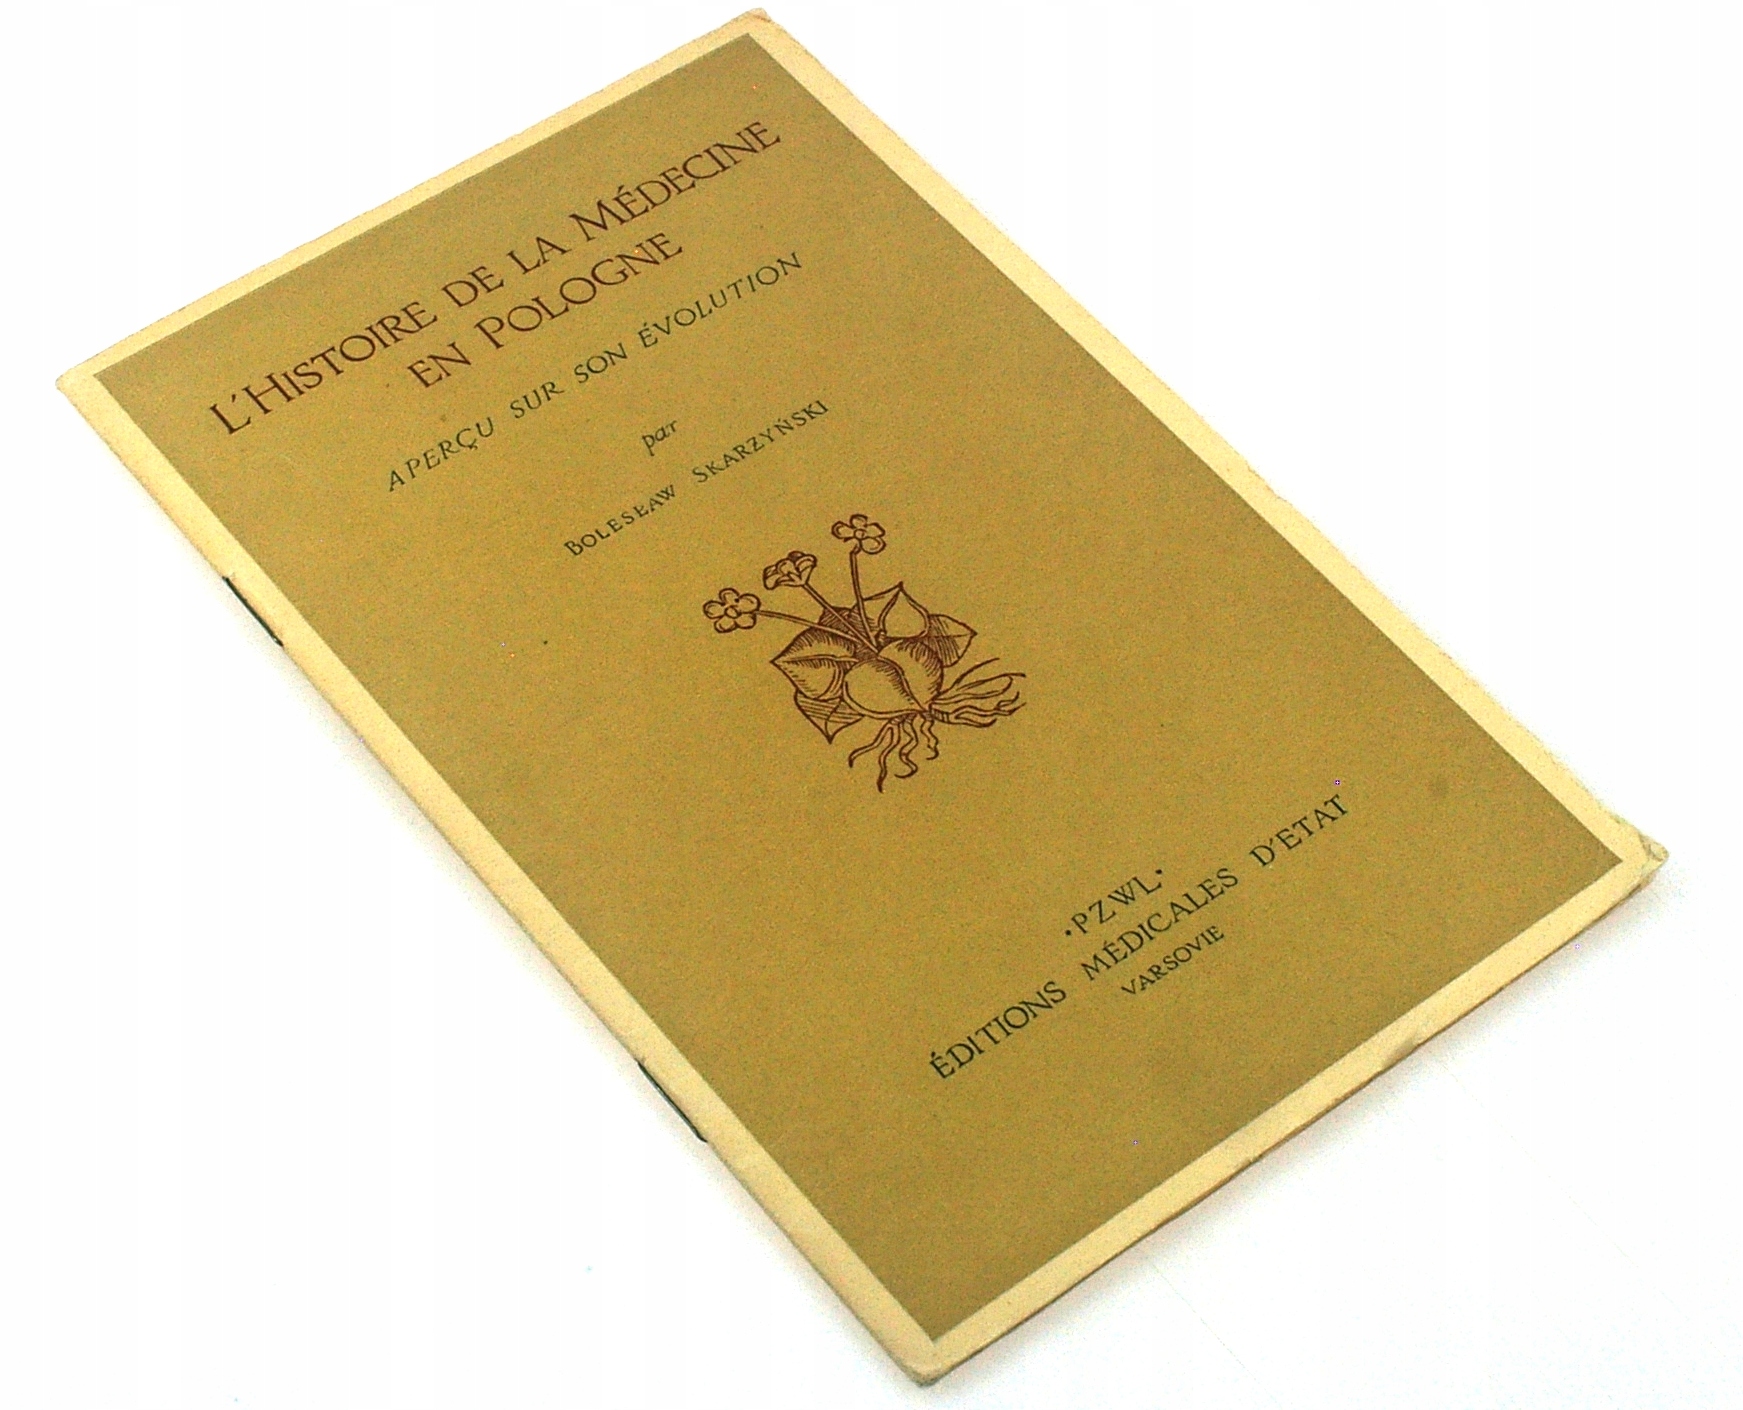 L'HISTOIRE DE LA MÉDECINE
EN POLOGNE
APERÇU SUR SON ÉVOLUTION
par
BOLESŁAW SKARZYŃSKI
•PZWL•
ÉDITIONS MÉDICALES D'ETAT
VARSOVIE